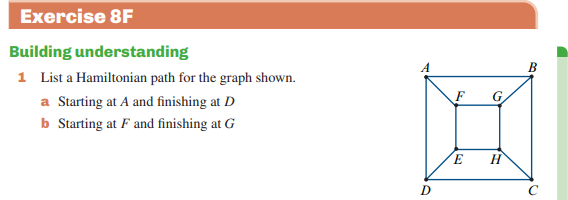 Exercise 8F
Building understanding
1 List a Hamiltonian path for the graph shown.
a Starting at A and finishing at D
b Starting at F and finishing at G
A B
F G
E H
D C